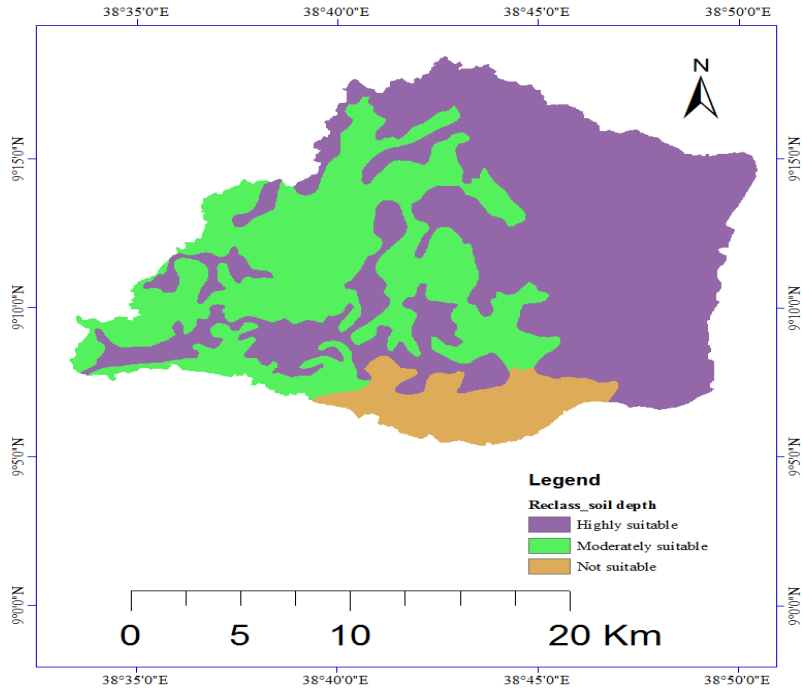 38°35'0"E 38°40'0"E 38°45'0"E 38°50'0"E
N
9°15'0"N 9°15'0"N
9°10'0"N 9°10'0"N
9°5'0"N 9°5'0"N
Legend
Reclass_soil depth
Highly suitable
Moderately suitable
Not suitable
9°0'0"N 9°0'0"N
0 5 10 20 Km
38°35'0"E 38°40'0"E 38°45'0"E 38°50'0"E